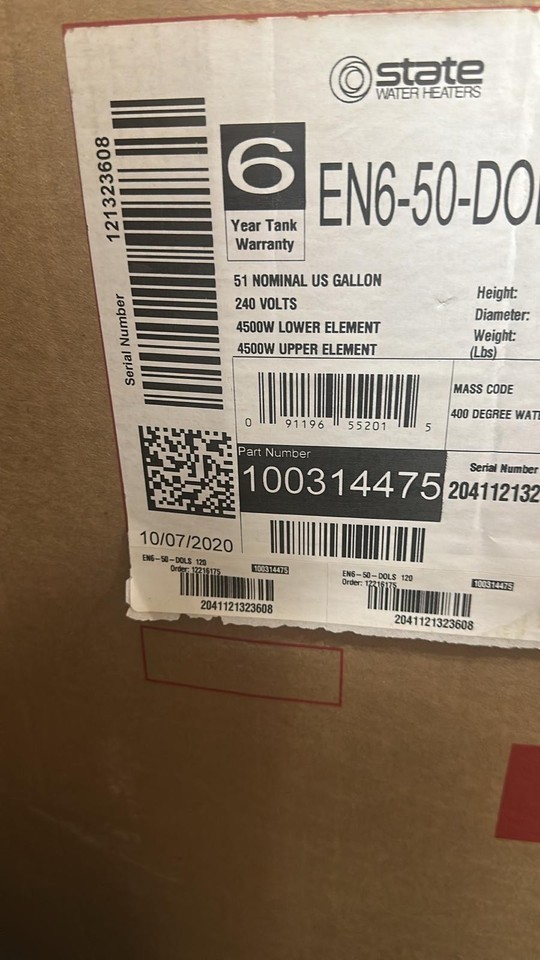 state
WATER HEATERS
121323608
Serial Number
6
Year Tank
Warranty
EN6-50-DOL
51 NOMINAL US GALLON
240 VOLTS
4500W LOWER ELEMENT
4500W UPPER ELEMENT
Height:
Diameter:
Weight:
(Lbs)
0 91196 55201 5
MASS CODE
400 DEGREE WAT
Part Number
100314475
Serial Number
204112132
10/07/2020
EN6-50-DOLS 120
Order: 12216175 100314475
2041121323608
EN6-50-DOLS 120
Order: 12216175 100314475
2041121323608